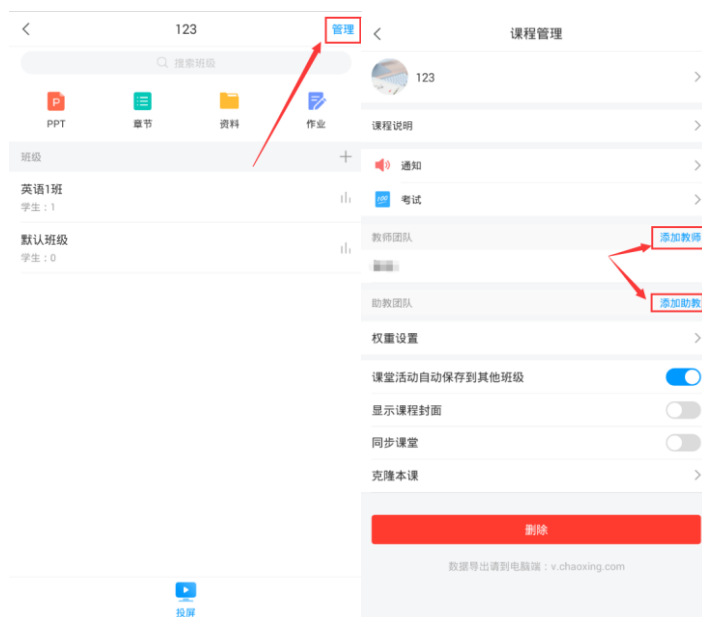 123
管理
搜索班级
PPT
章节
资料
作业
班级
英语1班
学生：1
默认班级
学生：0
投屏
课程管理
123
课程说明
通知
考试
教师团队
添加教师
助教团队
添加助教
权重设置
课堂活动自动保存到其他班级
显示课程封面
同步课堂
克隆本课
删除
数据导出请到电脑端：v.chaoxing.com